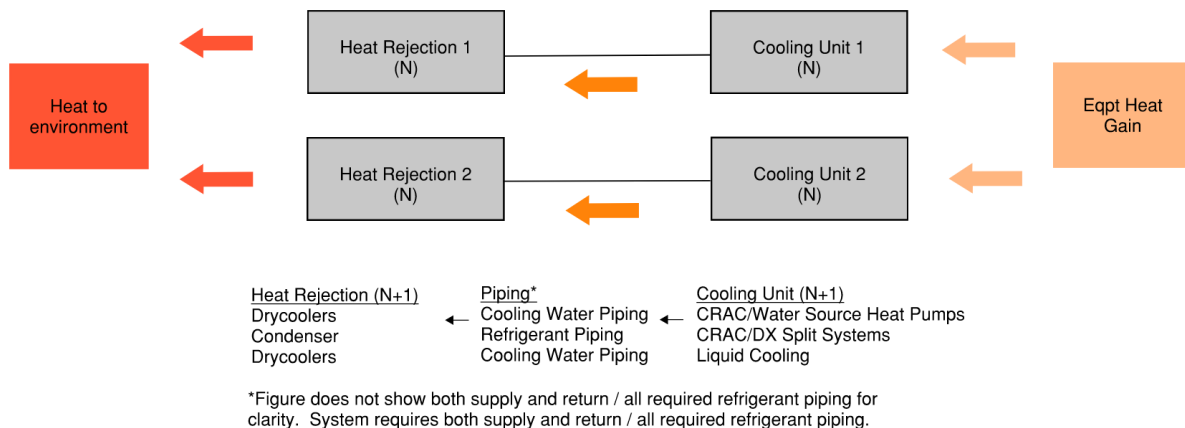 Heat Rejection 1
(N)
Cooling Unit 1
(N)
Heat to
environment
Eqpt Heat
Gain
Heat Rejection 2
(N)
Cooling Unit 2
(N)
Heat Rejection (N+1)
Drycoolers
Condenser
Drycoolers
Piping*
Cooling Water Piping
Refrigerant Piping
Cooling Water Piping
Cooling Unit (N+1)
CRAC/Water Source Heat Pumps
CRAC/DX Split Systems
Liquid Cooling
*Figure does not show both supply and return / all required refrigerant piping for
clarity.  System requires both supply and return / all required refrigerant piping.